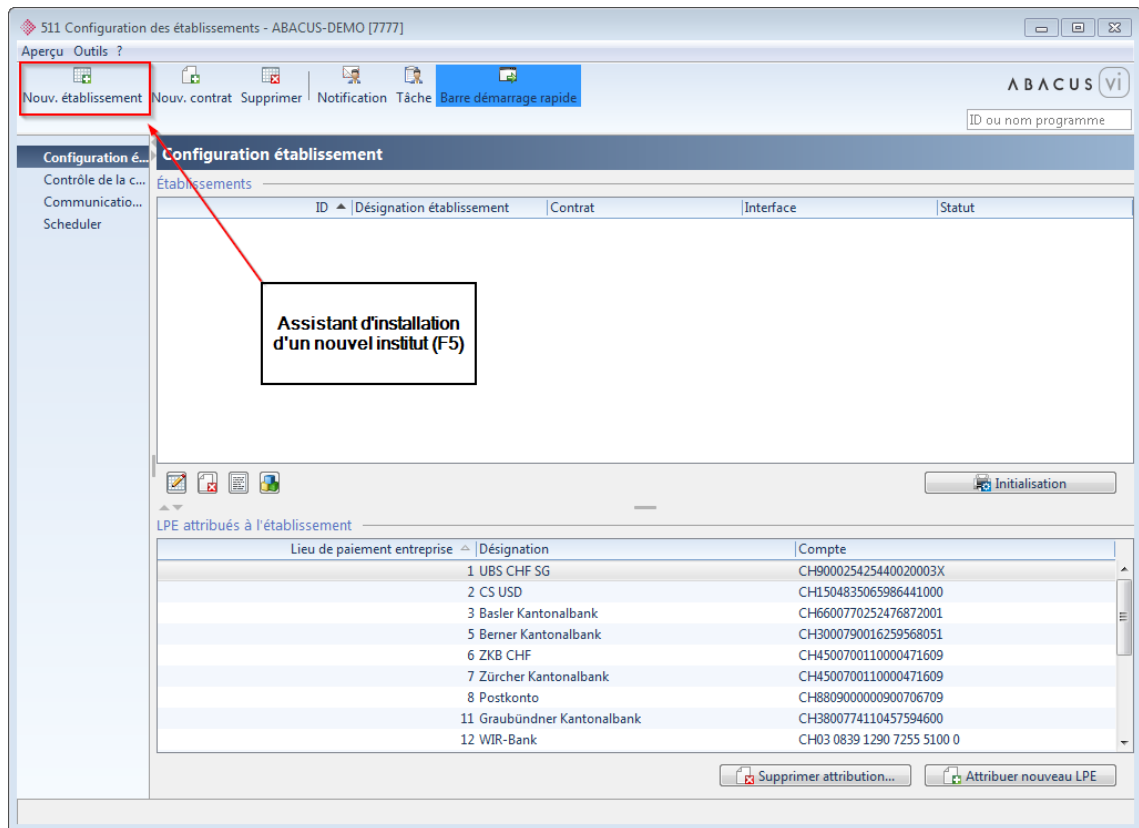 511 Configuration des établissements - ABACUS-DEMO [7777]
Aperçu Outils ?
Nouv. établissement Nouv. contrat Supprimer Notification Tâche Barre démarrage rapide
ABACUS vi
ID ou nom programme
Configuration é...
Contrôle de la c...
Communicatio...
Scheduler
Configuration établissement
Établissements
ID Désignation établissement Contrat Interface Statut
Assistant d'installation
d'un nouvel institut (F5)
Initialisation
LPE attribués à l'établissement
Lieu de paiement entreprise Désignation Compte
1 UBS CHF SG CH900025425440020003X
2 CS USD CH1504835065986441000
3 Basler Kantonalbank CH6600770252476872001
5 Berner Kantonalbank CH3000790016259568051
6 ZKB CHF CH4500700110000471609
7 Zürcher Kantonalbank CH4500700110000471609
8 Postkonto CH8809000000900706709
11 Graubündner Kantonalbank CH3800774110457594600
12 WIR-Bank CH03 0839 1290 7255 5100 0
Supprimer attribution... Attribuer nouveau LPE